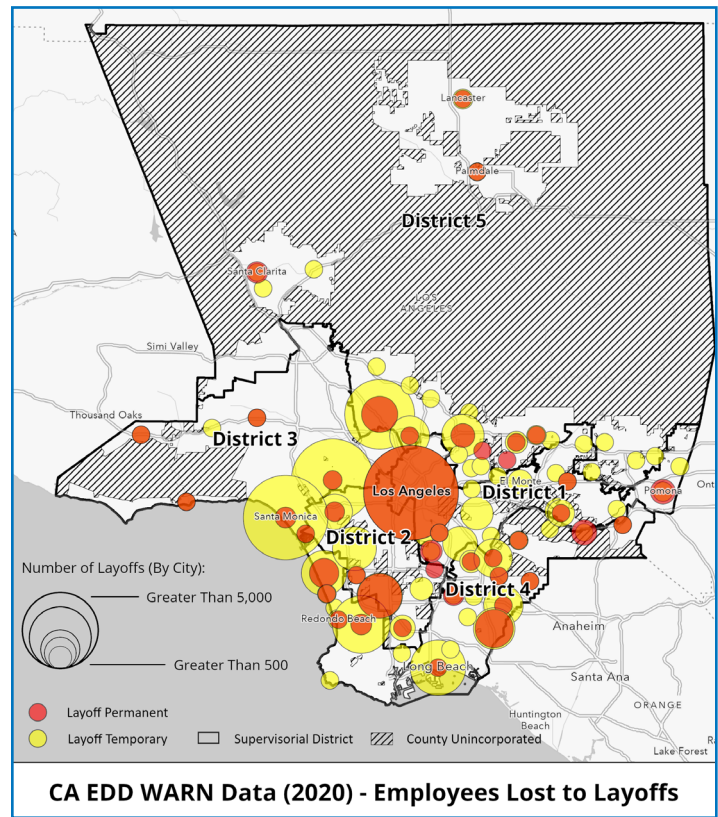 Lancaster
Palmdale
District 5
Santa Clarita
LOS
ANGELES
Simi Valley
Thousand Oaks
District 3
El Monte
Ont
Los Angeles
District 1
Pomona
Santa Monica
District 2
Number of Layoffs (By City):
Greater Than 5,000
District 4
Redondo Beach
Anaheim
Greater Than 500
Long Beach
Santa Ana
ORANGE
Layoff Permanent
Huntington
Beach
Layoff Temporary
Supervisorial District
County Unincorporated
Lake Forest
CA EDD WARN Data (2020) - Employees Lost to Layoffs